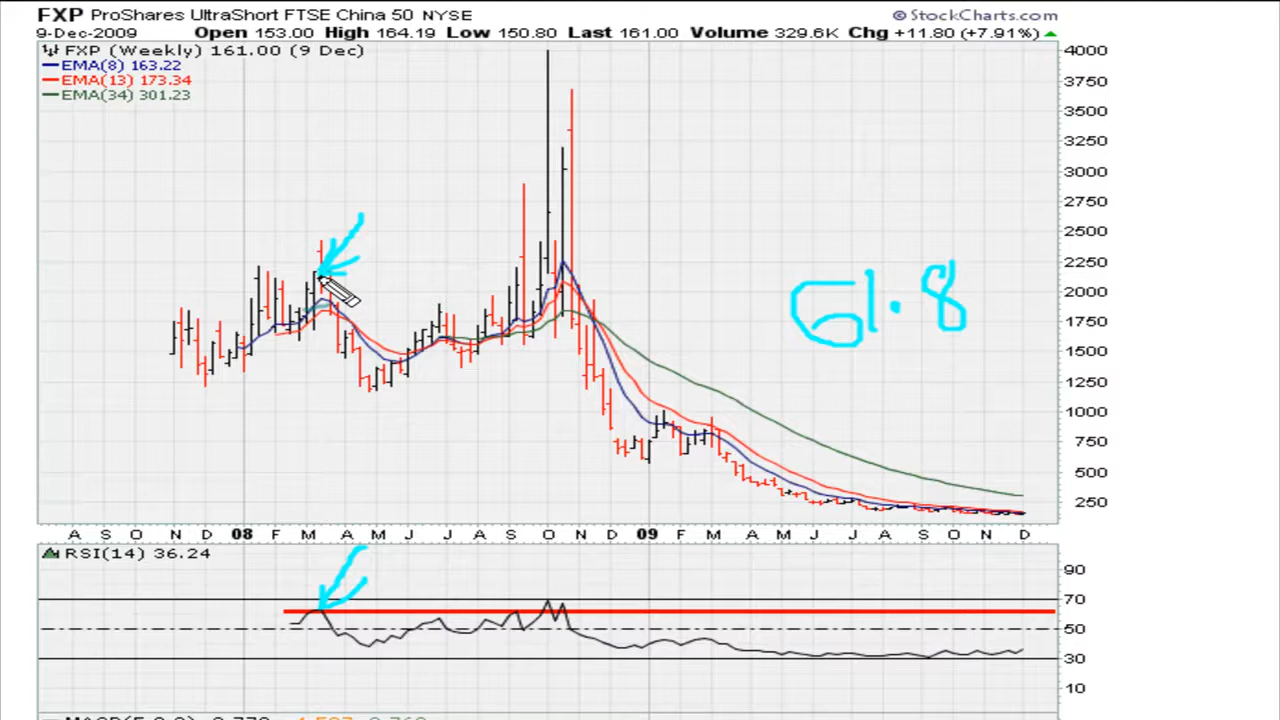 FXP ProShares UltraShort FTSE China 50 NYSE © StockCharts.com
9-Dec-2009 Open 153.00 High 164.19 Low 150.80 Last 161.00 Volume 329.6K Chg +11.80 (+7.91%)
FXP (Weekly) 161.00 (9 Dec)
EMA(8) 163.22
EMA(13) 173.34
EMA(34) 301.23
4000
3750
3500
3250
3000
2750
2500
2250
2000
1750
1500
1250
1000
750
500
250
61.8
A S O N D 08 F M A M J J A S O N D 09 F M A M J J A S O N D
RSI(14) 36.24
90
70
50
30
10